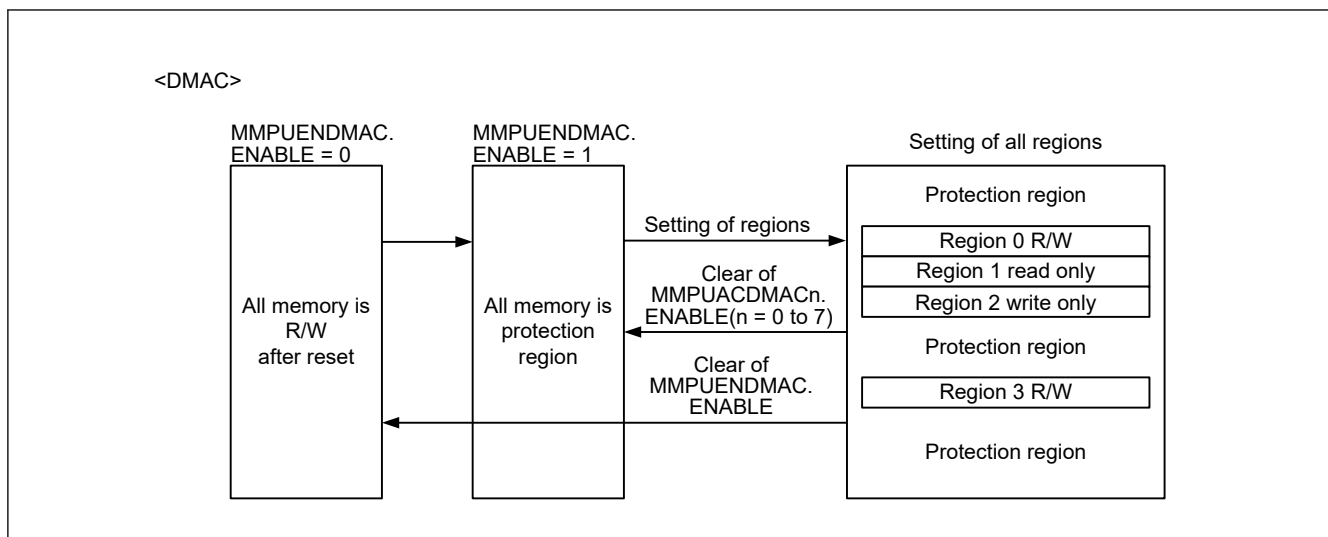 <DMAC>
MMPUENDMAC.
ENABLE = 0
MMPUENDMAC.
ENABLE = 1
Setting of all regions
All memory is
R/W
after reset
All memory is
protection
region
Setting of regions
Clear of
MMPUACDMACn.
ENABLE(n = 0 to 7)
Clear of
MMPUENDMAC.
ENABLE
Protection region
Region 0 R/W
Region 1 read only
Region 2 write only
Protection region
Region 3 R/W
Protection region